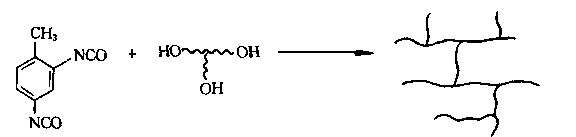 CH₃
NCO + HO OH
OH
NCO